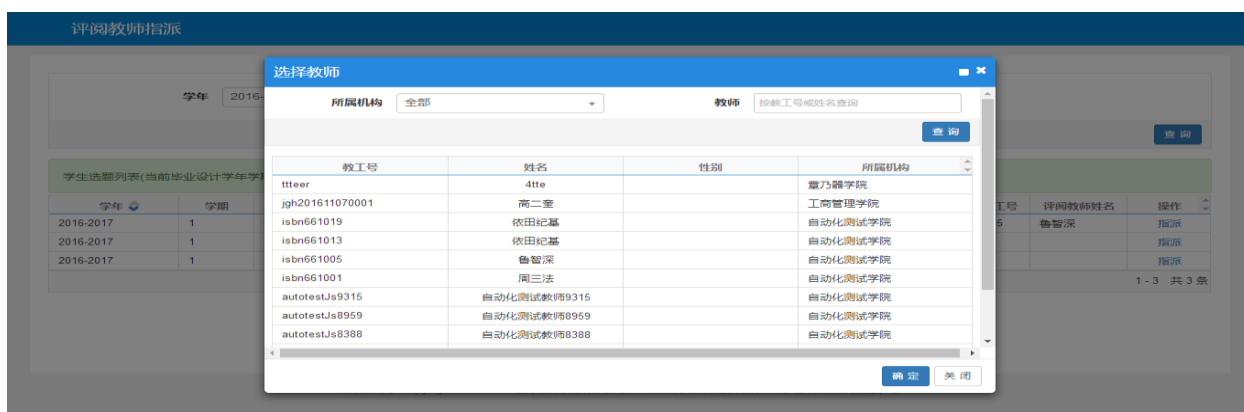 评阅教师指派
选择教师
学年 2016-
所属机构 全部
教师 按教工号或姓名查询
查 询
查 询
学生选题列表(当前毕业设计学年学期
教工号 姓名 性别 所属机构
ttteer 4tte 章乃器学院
jgh201611070001 高二奎 工商管理学院
isbn661019 依田纪基 自动化测试学院
isbn661013 依田纪基 自动化测试学院
isbn661005 鲁智深 自动化测试学院
isbn661001 周三法 自动化测试学院
autotestJs9315 自动化测试教师9315 自动化测试学院
autotestJs8959 自动化测试教师8959 自动化测试学院
autotestJs8388 自动化测试教师8388 自动化测试学院
学年 学期 工号 评阅教师姓名 操作
2016-2017 1 5 鲁智深 指派
2016-2017 1 指派
2016-2017 1 指派
1 - 3 共 3 条
确 定 关 闭